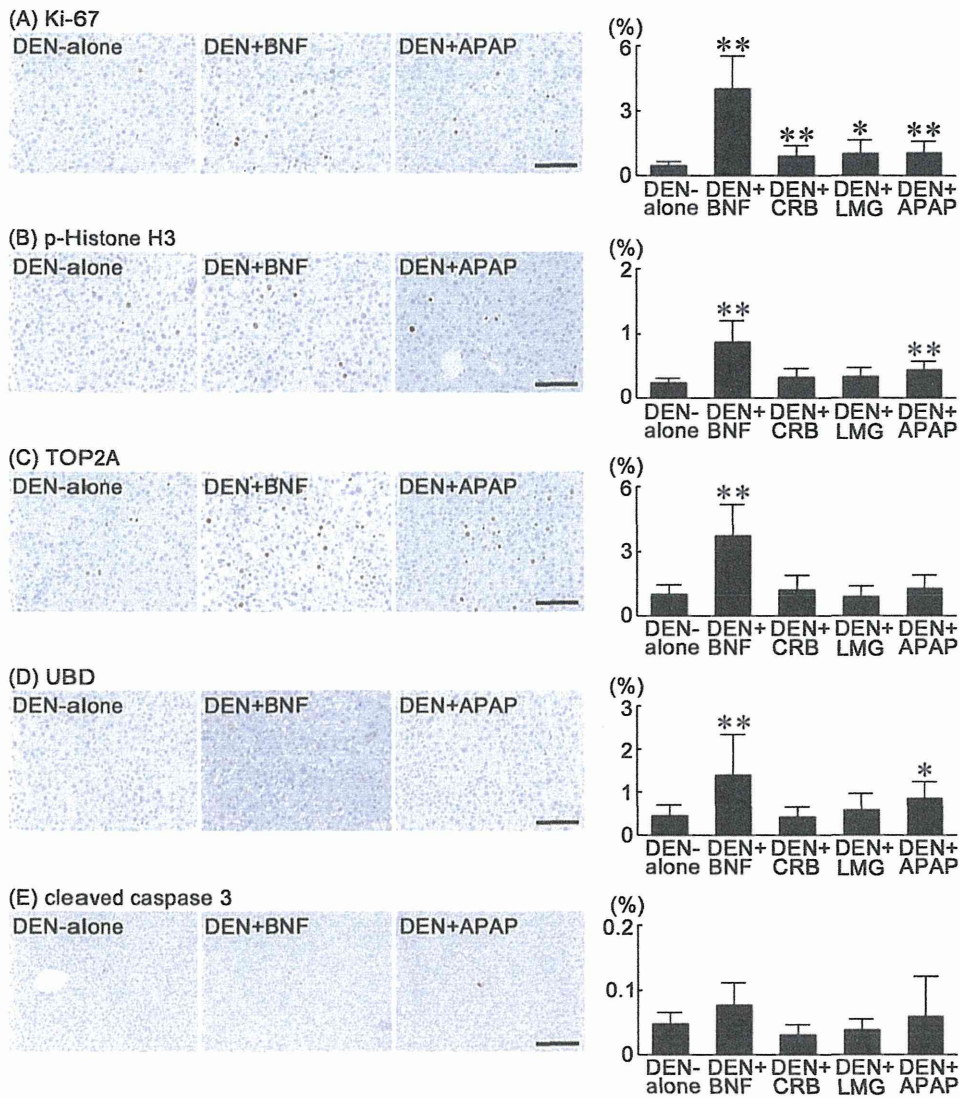 (A) Ki-67
DEN-alone
DEN+BNF
DEN+APAP
(%)
6
3
0
**
**
*
**
DEN- DEN+ DEN+ DEN+ DEN+
alone BNF CRB LMG APAP
(B) p-Histone H3
DEN-alone
DEN+BNF
DEN+APAP
(%)
2
1
0
**
**
DEN- DEN+ DEN+ DEN+ DEN+
alone BNF CRB LMG APAP
(C) TOP2A
DEN-alone
DEN+BNF
DEN+APAP
(%)
6
3
0
**
DEN- DEN+ DEN+ DEN+ DEN+
alone BNF CRB LMG APAP
(D) UBD
DEN-alone
DEN+BNF
DEN+APAP
(%)
3
2
1
0
**
*
DEN- DEN+ DEN+ DEN+ DEN+
alone BNF CRB LMG APAP
(E) cleaved caspase 3
DEN-alone
DEN+BNF
DEN+APAP
(%)
0.2
0.1
0
DEN- DEN+ DEN+ DEN+ DEN+
alone BNF CRB LMG APAP